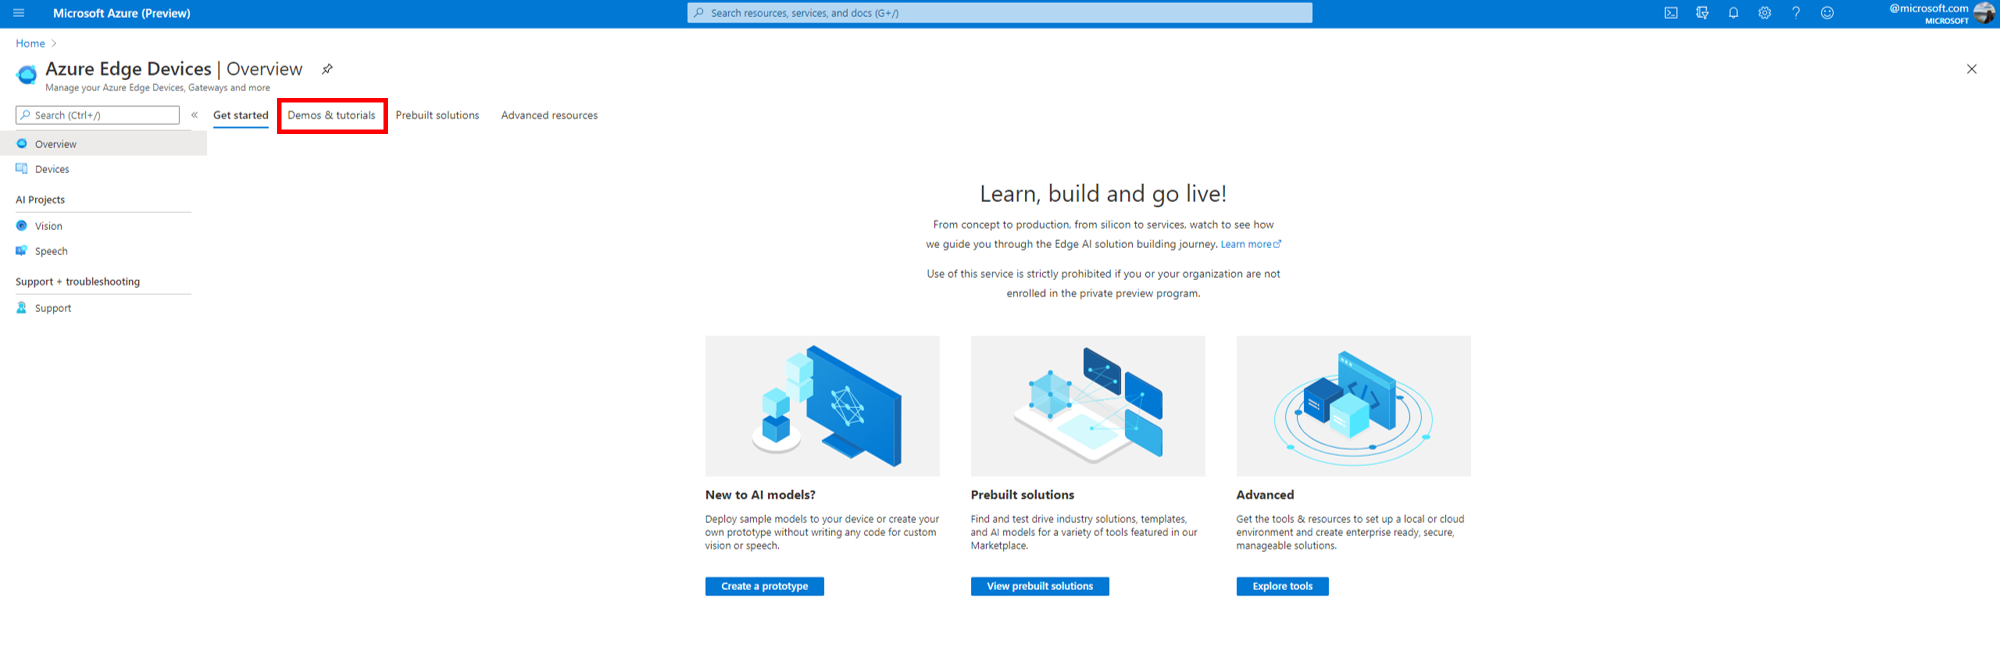 Microsoft Azure (Preview)
Search resources, services, and docs (G+/)
@microsoft.com
MICROSOFT
Home
Azure Edge Devices | Overview
Manage your Azure Edge Devices, Gateways and more
Search (Ctrl+/)
«
Get started
Demos & tutorials
Prebuilt solutions
Advanced resources
Overview
Devices
AI Projects
Vision
Speech
Support + troubleshooting
Support
Learn, build and go live!
From concept to production, from silicon to services, watch to see how
we guide you through the Edge AI solution building journey. Learn more
Use of this service is strictly prohibited if you or your organization are not
enrolled in the private preview program.
New to AI models?
Deploy sample models to your device or create your
own prototype without writing any code for custom
vision or speech.
Create a prototype
Prebuilt solutions
Find and test drive industry solutions, templates,
and AI models for a variety of tools featured in our
Marketplace.
View prebuilt solutions
Advanced
Get the tools & resources to set up a local or cloud
environment and create enterprise ready, secure,
manageable solutions.
Explore tools